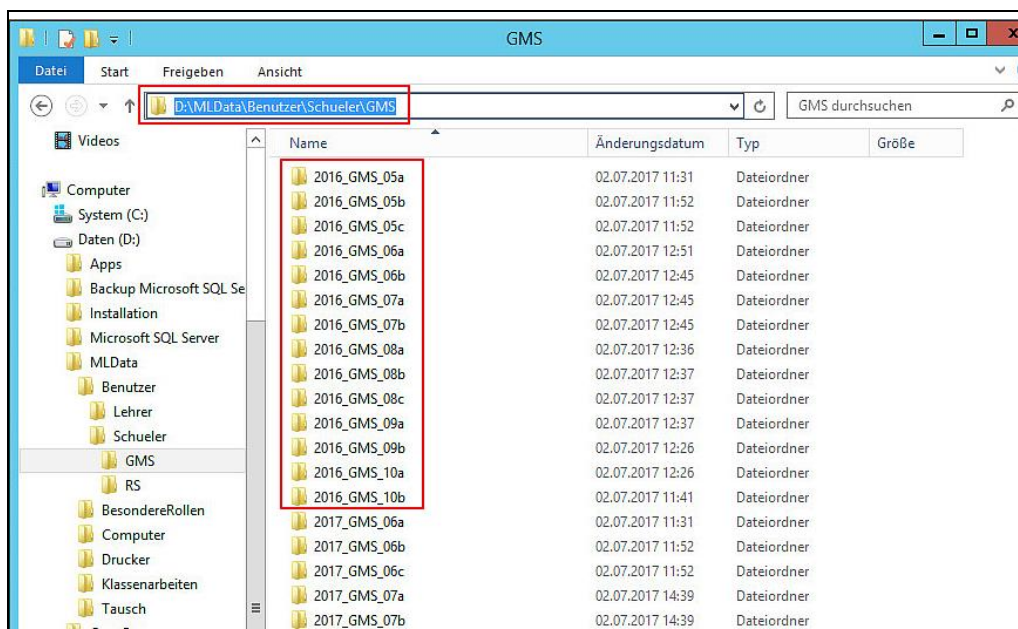 GMS
Datei Start Freigeben Ansicht
D:\MLData\Benutzer\Schueler\GMS
GMS durchsuchen
Videos
Computer
System (C:)
Daten (D:)
Apps
Backup Microsoft SQL Se
Installation
Microsoft SQL Server
MLData
Benutzer
Lehrer
Schueler
GMS
RS
BesondereRollen
Computer
Drucker
Klassenarbeiten
Tausch
Name Änderungsdatum Typ Größe
2016_GMS_05a 02.07.2017 11:31 Dateiordner
2016_GMS_05b 02.07.2017 11:52 Dateiordner
2016_GMS_05c 02.07.2017 11:52 Dateiordner
2016_GMS_06a 02.07.2017 12:51 Dateiordner
2016_GMS_06b 02.07.2017 12:45 Dateiordner
2016_GMS_07a 02.07.2017 12:45 Dateiordner
2016_GMS_07b 02.07.2017 12:45 Dateiordner
2016_GMS_08a 02.07.2017 12:36 Dateiordner
2016_GMS_08b 02.07.2017 12:37 Dateiordner
2016_GMS_08c 02.07.2017 12:37 Dateiordner
2016_GMS_09a 02.07.2017 12:37 Dateiordner
2016_GMS_09b 02.07.2017 12:26 Dateiordner
2016_GMS_10a 02.07.2017 12:26 Dateiordner
2016_GMS_10b 02.07.2017 11:41 Dateiordner
2017_GMS_06a 02.07.2017 11:31 Dateiordner
2017_GMS_06b 02.07.2017 11:52 Dateiordner
2017_GMS_06c 02.07.2017 11:52 Dateiordner
2017_GMS_07a 02.07.2017 14:39 Dateiordner
2017_GMS_07b 02.07.2017 14:39 Dateiordner